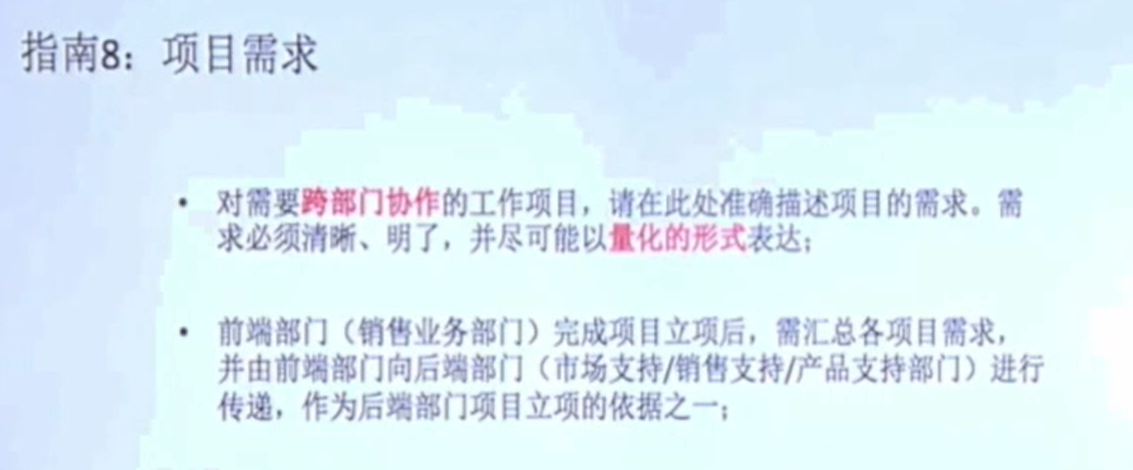 指南8：项目需求
• 对需要跨部门协作的工作项目，请在此处准确描述项目的需求。需
求必须清晰、明了，并尽可能以量化的形式表达；
• 前端部门（销售业务部门）完成项目立项后，需汇总各项目需求，
并由前端部门向后端部门（市场支持/销售支持/产品支持部门）进行
传递，作为后端部门项目立项的依据之一；